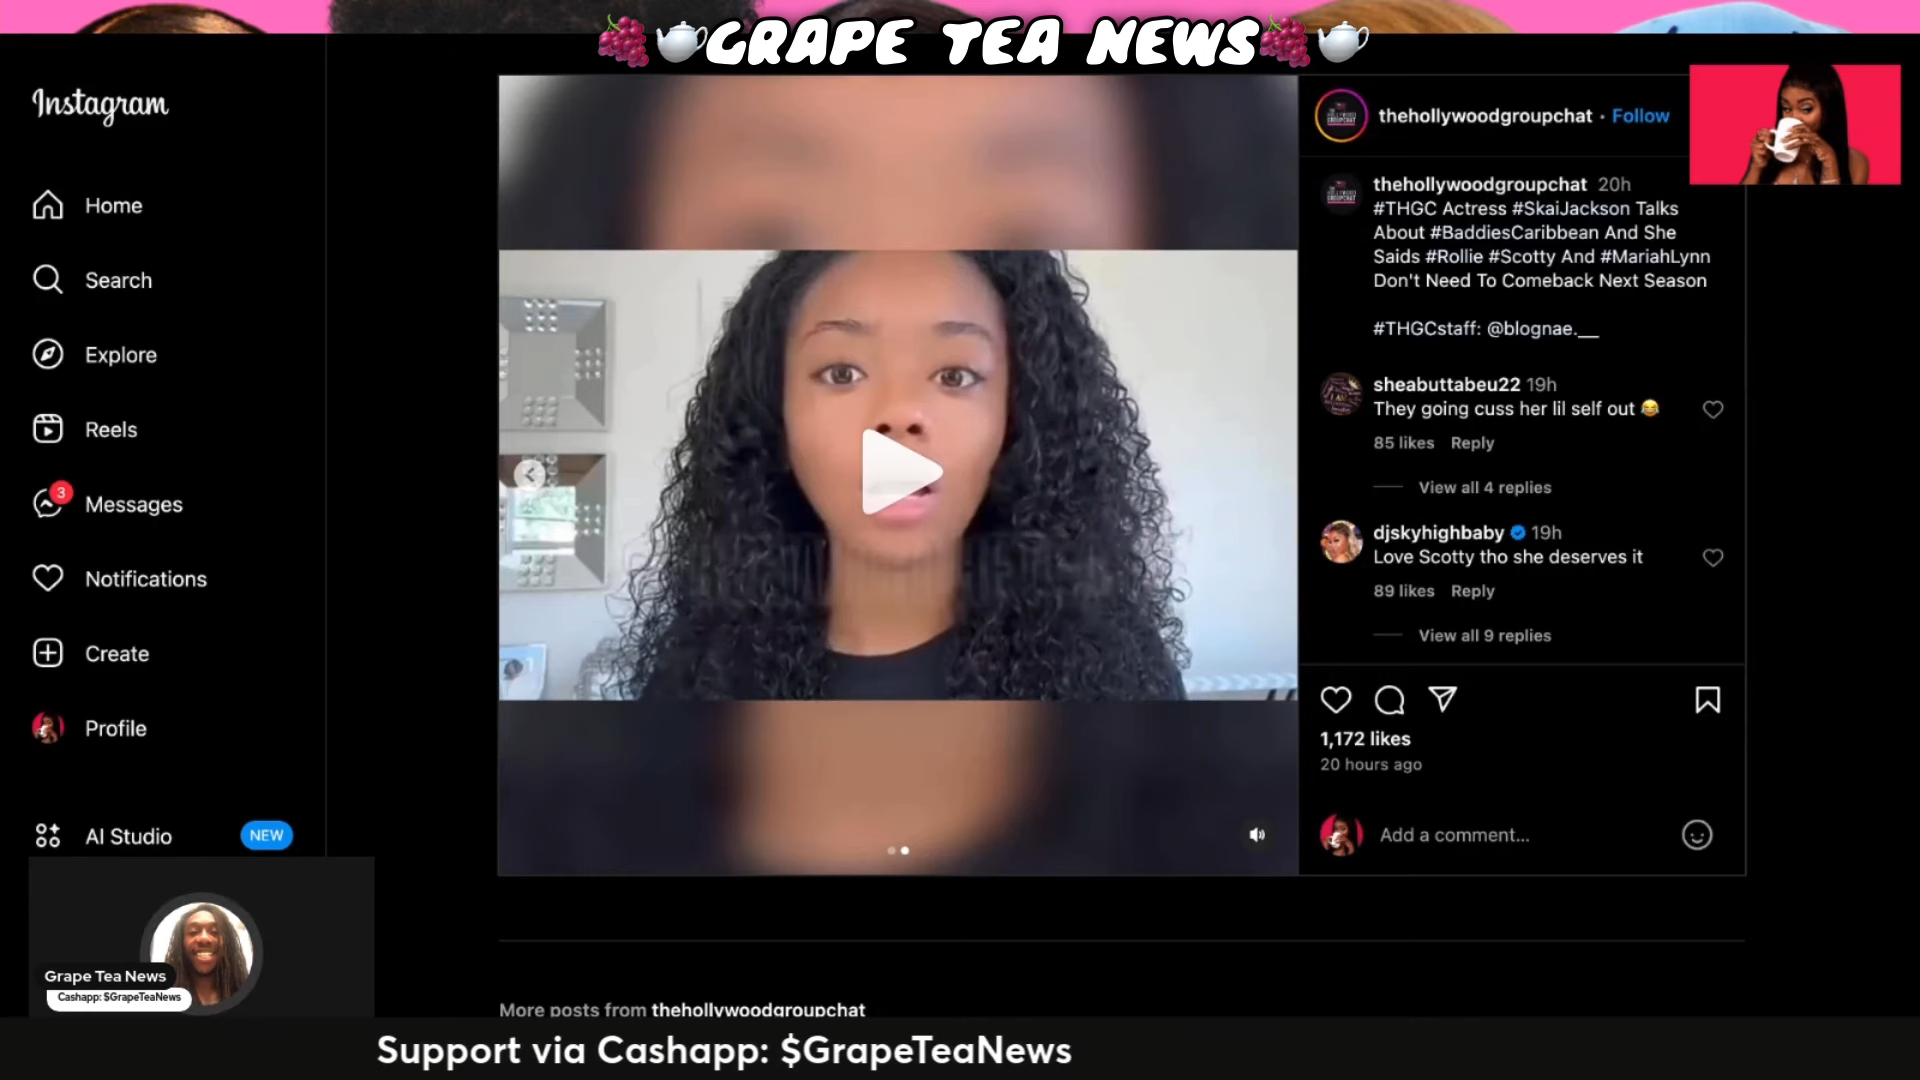 GRAPE TEA NEWS
Instagram
Home
Search
Explore
Reels
3
Messages
Notifications
Create
Profile
AI Studio
NEW
thehollywoodgroupchat • Follow
thehollywoodgroupchat 20h
#THGC Actress #SkaiJackson Talks
About #BaddiesCaribbean And She
Saids #Rollie #Scotty And #MariahLynn
Don't Need To Comeback Next Season
#THGCstaff: @blognae.__
sheabuttabeu22 19h
They going cuss her lil self out 😂
85 likes Reply
View all 4 replies
djskyhighbaby 19h
Love Scotty tho she deserves it
89 likes Reply
View all 9 replies
1,172 likes
20 hours ago
Add a comment...
Grape Tea News
Cashapp: $GrapeTeaNews
More posts from thehollywoodgroupchat
Support via Cashapp: $GrapeTeaNews